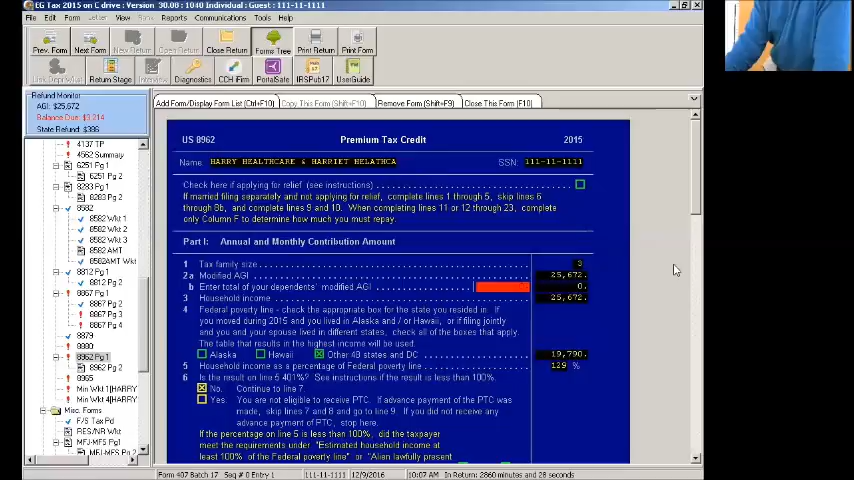 EG Tax 2015 on C drive : Version 30.08 : 1040 Individual: Guest : 111-11-1111
File Edit Form Letter View Bank Reports Communications Tools Help
Prev. Form Next Form New Return Open Return Close Return Forms Tree Print Return Print Form
Return Stage Interview Diagnostics CCH iFirm PortalSafe IRSPub17 UserGuide
Refund Monitor
AGI: $25,672
Balance Due: $3,214
State Refund: $386
Add Form/Display Form List (Ctrl+F10) Copy This Form (Shift+F10) Remove Form (Shift+F9) Close This Form (F10)
4137 TP
4562 Summary
6251 Pg 1
6251 Pg 2
8283 Pg 1
8283 Pg 2
8582
8582 Wkt 1
8582 Wkt 2
8582 Wkt 3
8582 AMT
8582AMT Wkt
8812 Pg 1
8812 Pg 2
8867 Pg 1
8867 Pg 2
8867 Pg 3
8867 Pg 4
8879
8880
8962 Pg 1
8962 Pg 2
8965
Min Wkt 1[HARRY
Min Wkt 4[HARRY
Misc. Forms
F/S Tax Pd
RES/NR Wkt
MFJ-MFS Pg1
US 8962 Premium Tax Credit 2015
Name: HARRY HEALTHCARE & HARRIET HELATHCA SSN: 111-11-1111
Check here if applying for relief (see instructions)
If married filing separately and not applying for relief, complete lines 1 through 5, skip lines 6
through 8b, and complete lines 9 and 10. When completing lines 11 or 12 through 23, complete
only Column F to determine how much you must repay.
Part I: Annual and Monthly Contribution Amount
1 Tax family size 3
2a Modified AGI 25,672.
b Enter total of your dependents' modified AGI 0.
3 Household income 25,672.
4 Federal poverty line - check the appropriate box for the state you resided in. If
you moved during 2015 and you lived in Alaska and / or Hawaii, or if filing jointly
and you and your spouse lived in different states, check all of the boxes that apply.
The table that results in the highest income will be used.
Alaska Hawaii Other 48 states and DC 19,790.
5 Household income as a percentage of Federal poverty line 129 %
6 Is the result on line 5 401%? See instructions if the result is less than 100%.
No. Continue to line 7.
Yes. You are not eligible to receive PTC. If advance payment of the PTC was
made, skip lines 7 and 8 and go to line 9. If you did not receive any
advance payment of PTC, stop here.
If the percentage on line 5 is less than 100%, did the taxpayer
meet the requirements under "Estimated household income at
least 100% of the Federal poverty line" or "Alien lawfully present
Form 407 Batch 17 Seq # 0 Entry 1 111-11-1111 12/9/2016 10:07 AM In Return: 2860 minutes and 28 seconds